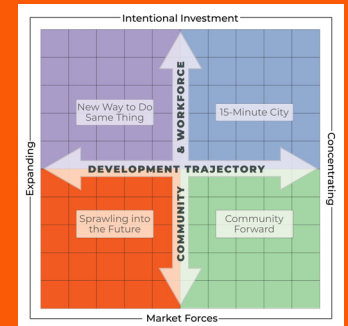 Intentional Investment
New Way to Do
Same Thing
15-Minute City
COMMUNITY & WORKFORCE
Expanding
DEVELOPMENT TRAJECTORY
Concentrating
Sprawling into
the Future
Community
Forward
Market Forces